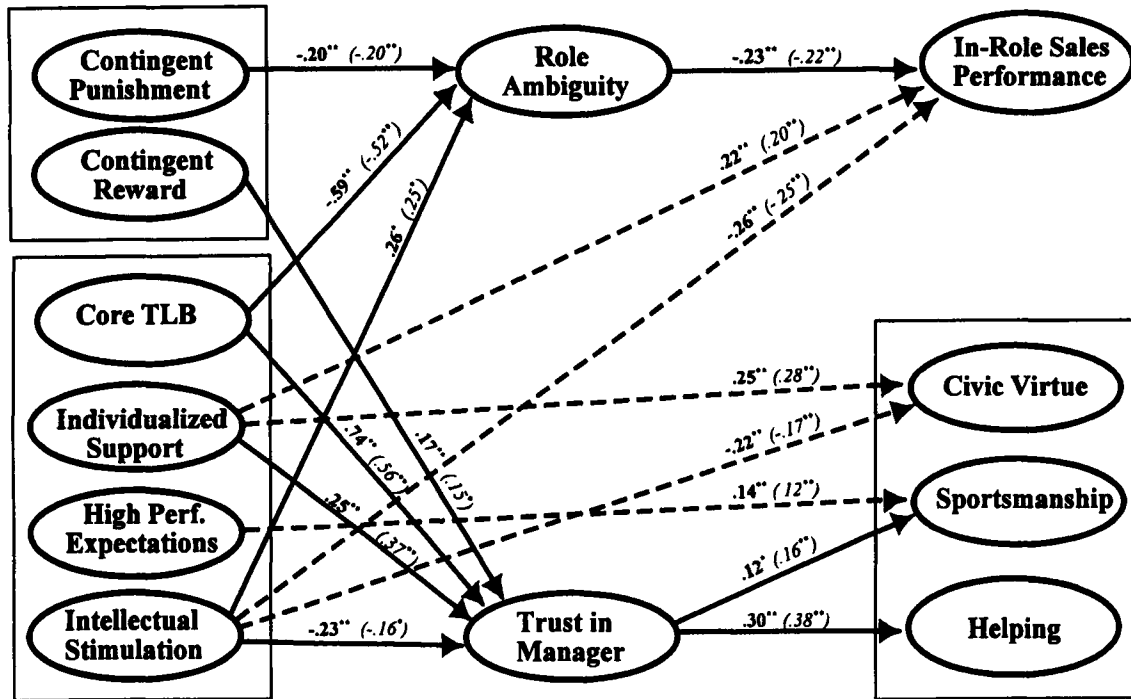 Contingent
Punishment
-.20** (-.20**)
Role
Ambiguity
-.23** (-.22**)
In-Role Sales
Performance
Contingent
Reward
-.59** (-.52**)
.26* (.25*)
.22** (.20**)
-.26** (-.25**)
Core TLB
Individualized
Support
.74** (.56**)
.17** (.15*)
.25**
(.37**)
.25** (.28**)
-.22** (-.17**)
Civic Virtue
High Perf.
Expectations
.14** (.12**)
Sportsmanship
Intellectual
Stimulation
-.23** (-.16*)
Trust in
Manager
.12* (.16**)
.30** (.38**)
Helping